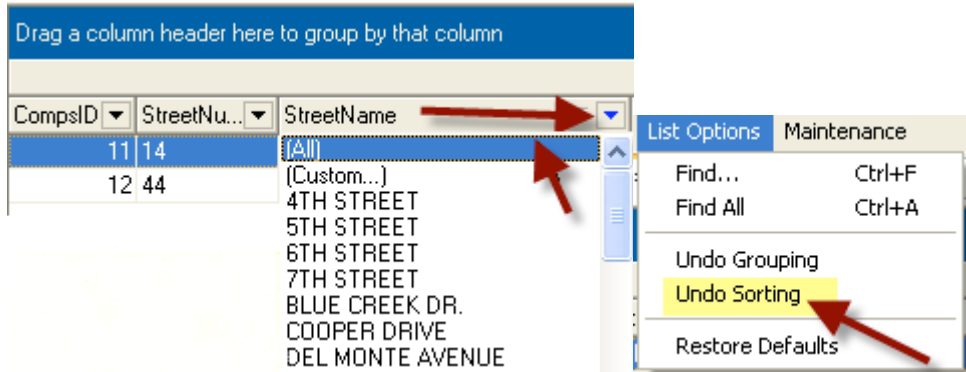 Drag a column header here to group by that column
CompsID StreetNu... StreetName
11 14
12 44
(All)
(Custom...)
4TH STREET
5TH STREET
6TH STREET
7TH STREET
BLUE CREEK DR.
COOPER DRIVE
DEL MONTE AVENUE
List Options Maintenance
Find... Ctrl+F
Find All Ctrl+A
Undo Grouping
Undo Sorting
Restore Defaults